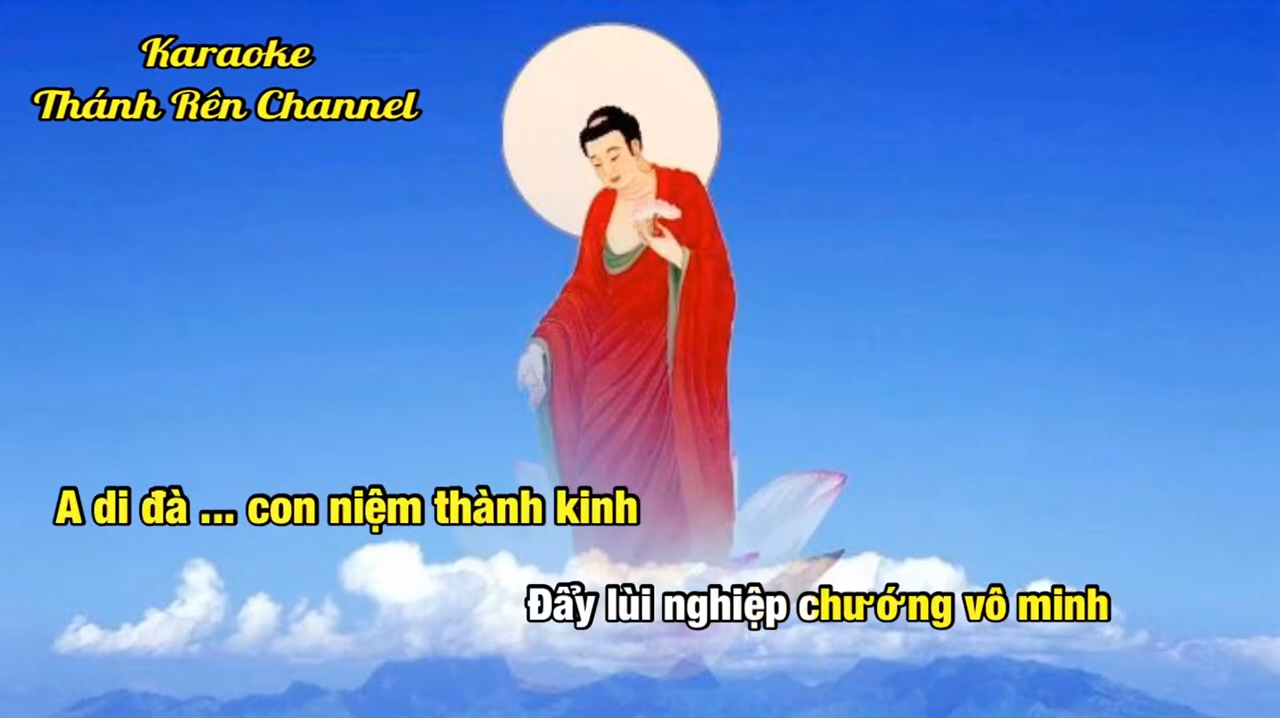 Karaoke
Thánh Rên Channel
A di đà ... con niệm thành kinh
Đẩy lùi nghiệp chướng vô minh